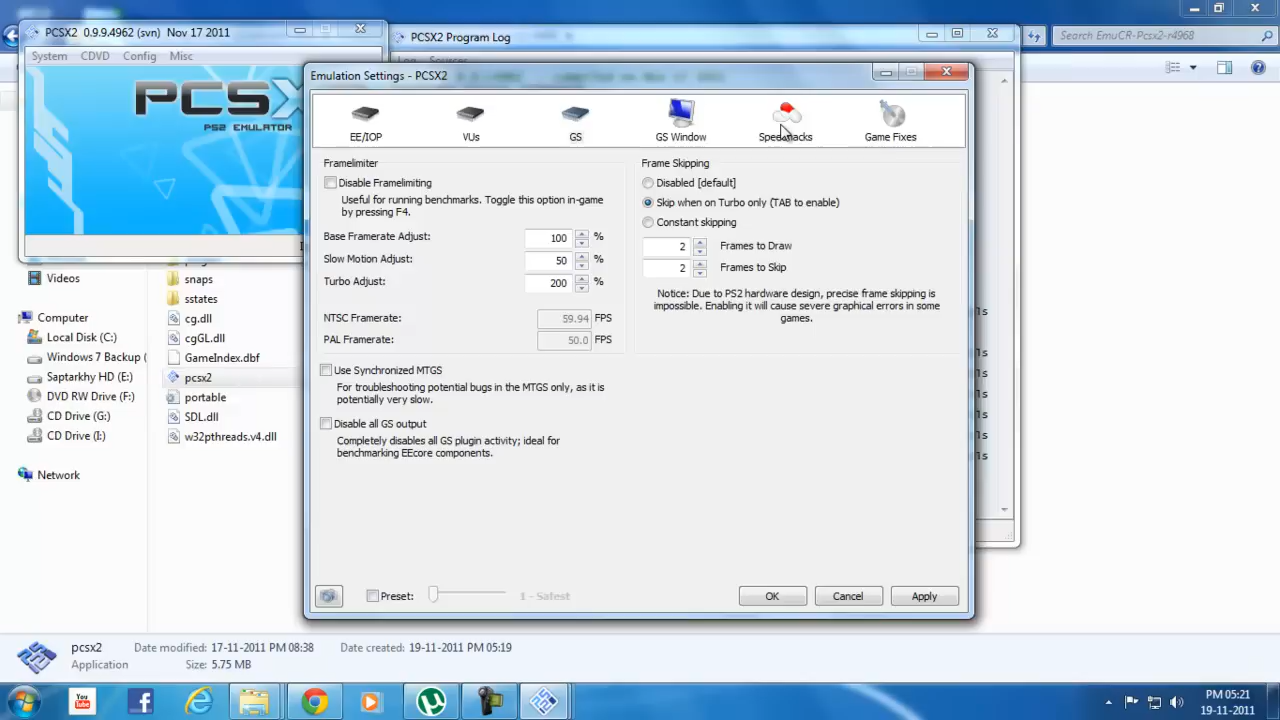 PCSX2 0.9.9.4962 (svn) Nov 17 2011
System CDVD Config Misc
PCSX
PS2 EMULATOR
PCSX2 Program Log
Search EmuCR-Pcsx2-r4968
Emulation Settings - PCSX2
EE/IOP
VUs
GS
GS Window
Speedhacks
Game Fixes
Framelimiter
Disable Framelimiting
Useful for running benchmarks. Toggle this option in-game
by pressing F4.
Base Framerate Adjust: 100 %
Slow Motion Adjust: 50 %
Turbo Adjust: 200 %
NTSC Framerate: 59.94 FPS
PAL Framerate: 50.0 FPS
Use Synchronized MTGS
For troubleshooting potential bugs in the MTGS only, as it is
potentially very slow.
Disable all GS output
Completely disables all GS plugin activity; ideal for
benchmarking EEcore components.
Frame Skipping
Disabled [default]
Skip when on Turbo only (TAB to enable)
Constant skipping
2 Frames to Draw
2 Frames to Skip
Notice: Due to PS2 hardware design, precise frame skipping is
impossible. Enabling it will cause severe graphical errors in some
games.
Preset: 1 - Safest
OK
Cancel
Apply
Videos
Computer
Local Disk (C:)
Windows 7 Backup (
Saptarkhy HD (E:)
DVD RW Drive (F:)
CD Drive (G:)
CD Drive (I:)
Network
snaps
sstates
cg.dll
cgGL.dll
GameIndex.dbf
pcsx2
portable
SDL.dll
w32pthreads.v4.dll
pcsx2
Application
Date modified: 17-11-2011 PM 08:38
Size: 5.75 MB
Date created: 19-11-2011 PM 05:19
You
Tube
PM 05:21
19-11-2011